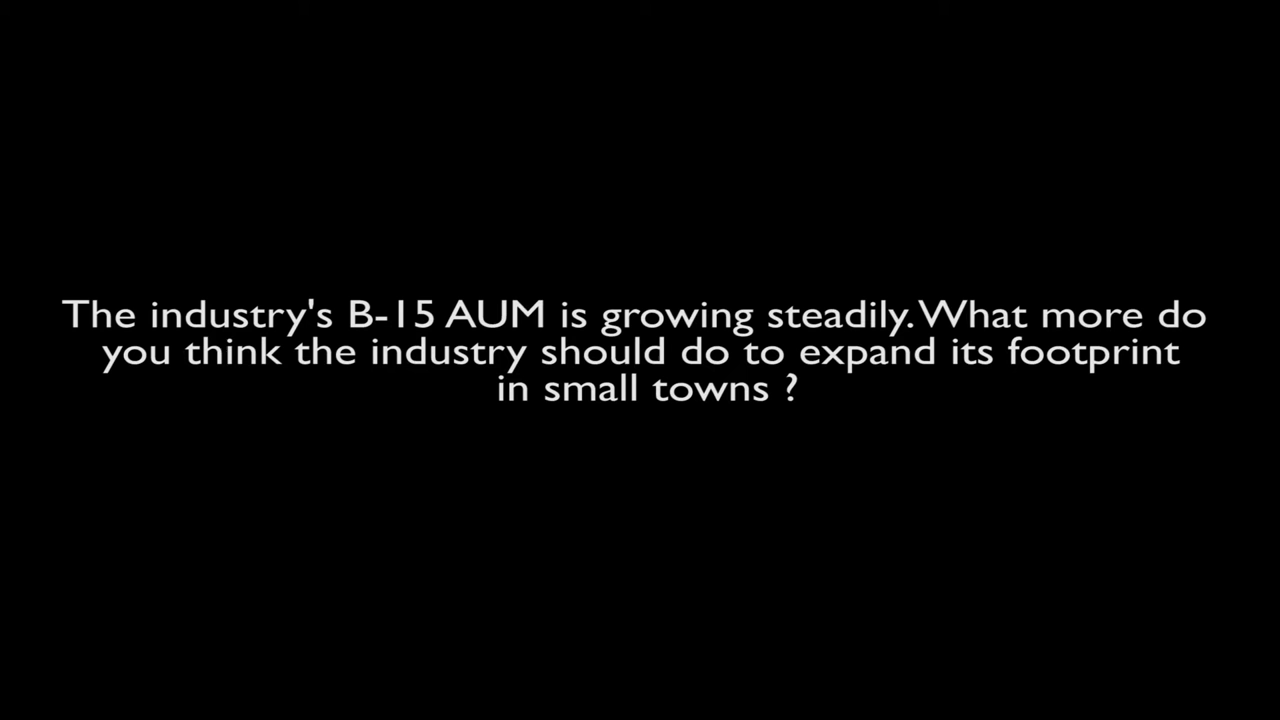 The industry's B-15 AUM is growing steadily. What more do
you think the industry should do to expand its footprint
in small towns ?